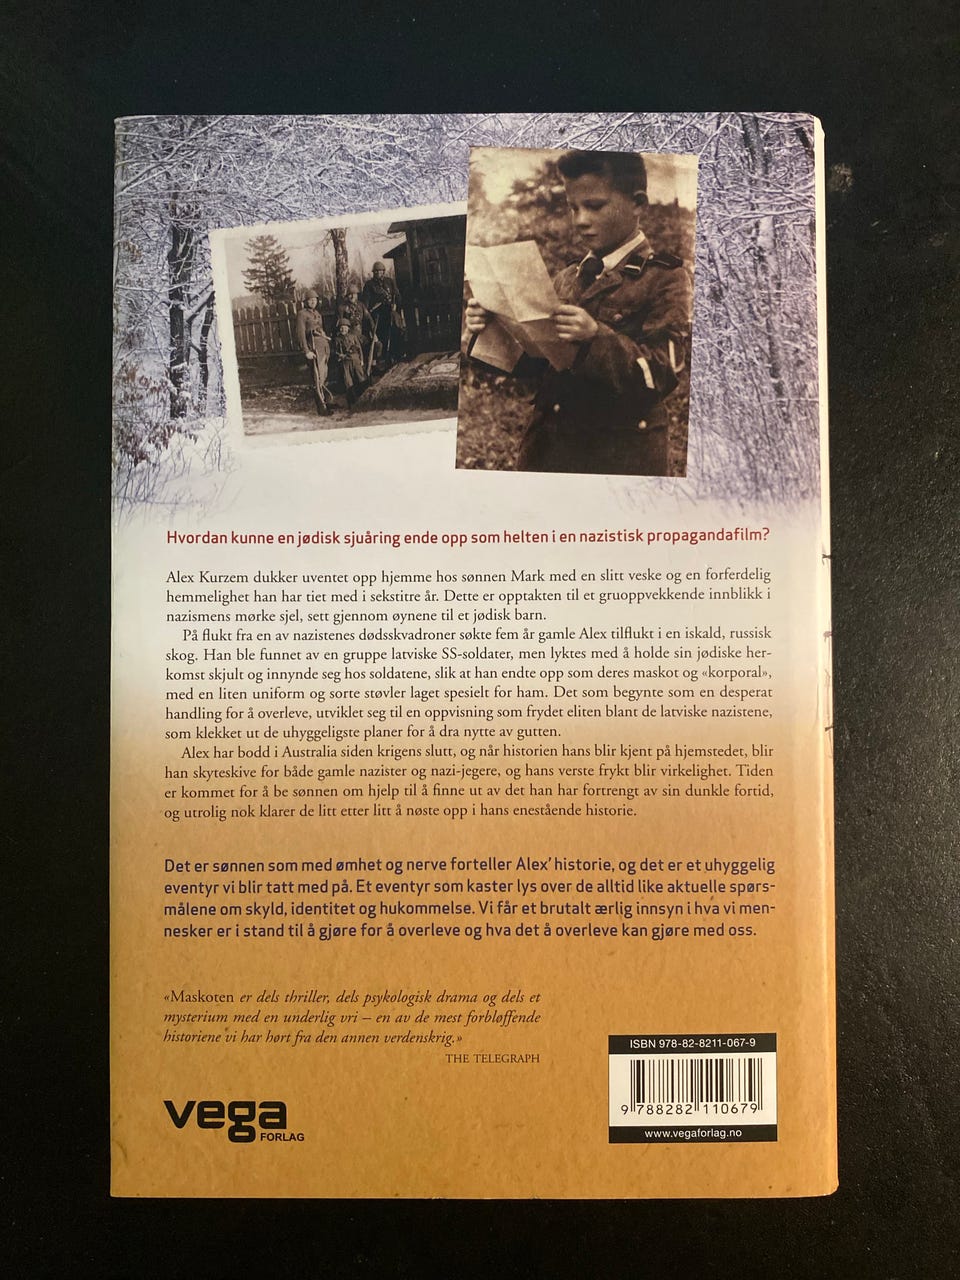 Hvordan kunne en jødisk sjuåring ende opp som helten i en nazistisk propagandafilm?
Alex Kurzem dukker uventet opp hjemme hos sønnen Mark med en slitt veske og en forferdelig
hemmelighet han har tiet med i sekstitre år. Dette er opptakten til et gruoppvekkende innblikk i
nazismens mørke sjel, sett gjennom øynene til et jødisk barn.
På flukt fra en av nazistenes dødsskvadroner søkte fem år gamle Alex tilflukt i en iskald, russisk
skog. Han ble funnet av en gruppe latviske SS-soldater, men lyktes med å holde sin jødiske her-
komst skjult og innynde seg hos soldatene, slik at han endte opp som deres maskot og «korporal»,
med en liten uniform og sorte støvler laget spesielt for ham. Det som begynte som en desperat
handling for å overleve, utviklet seg til en oppvisning som frydet eliten blant de latviske nazistene,
som klekket ut de uhyggeligste planer for å dra nytte av gutten.
Alex har bodd i Australia siden krigens slutt, og når historien hans blir kjent på hjemstedet, blir
han skyteskive for både gamle nazister og nazi-jegere, og hans verste frykt blir virkelighet. Tiden
er kommet for å be sønnen om hjelp til å finne ut av det han har fortrengt av sin dunkle fortid,
og utrolig nok klarer de litt etter litt å nøste opp i hans enestående historie.
Det er sønnen som med ømhet og nerve forteller Alex' historie, og det er et uhyggelig
eventyr vi blir tatt med på. Et eventyr som kaster lys over de alltid like aktuelle spørs-
målene om skyld, identitet og hukommelse. Vi får et brutalt ærlig innsyn i hva vi men-
nesker er i stand til å gjøre for å overleve og hva det å overleve kan gjøre med oss.
«Maskoten er dels thriller, dels psykologisk drama og dels et
mysterium med en underlig vri – en av de mest forbløffende
historiene vi har hørt fra den annen verdenskrig.»
THE TELEGRAPH
ISBN 978-82-8211-067-9
9 788282 110679
www.vegaforlag.no
vega
FORLAG